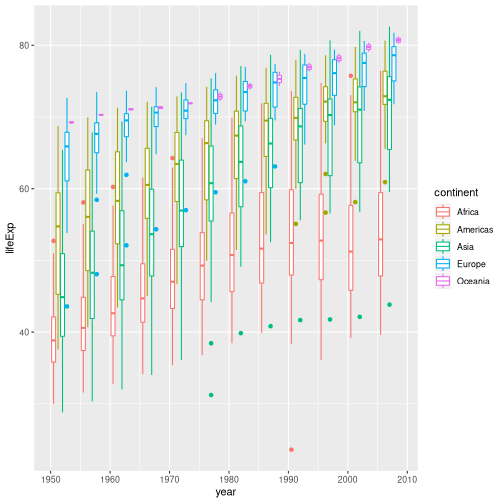 80
60
40
lifeExp
1950
1960
1970
1980
1990
2000
2010
year
continent
Africa
Americas
Asia
Europe
Oceania